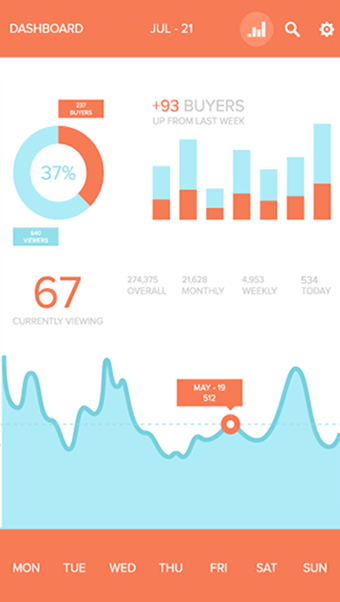 DASHBOARD
JUL - 21
237
BUYERS
37%
640
VIEWERS
+93 BUYERS
UP FROM LAST WEEK
67
CURRENTLY VIEWING
274,375
OVERALL
21,628
MONTHLY
4,953
WEEKLY
534
TODAY
MAY - 19
512
MON TUE WED THU FRI SAT SUN